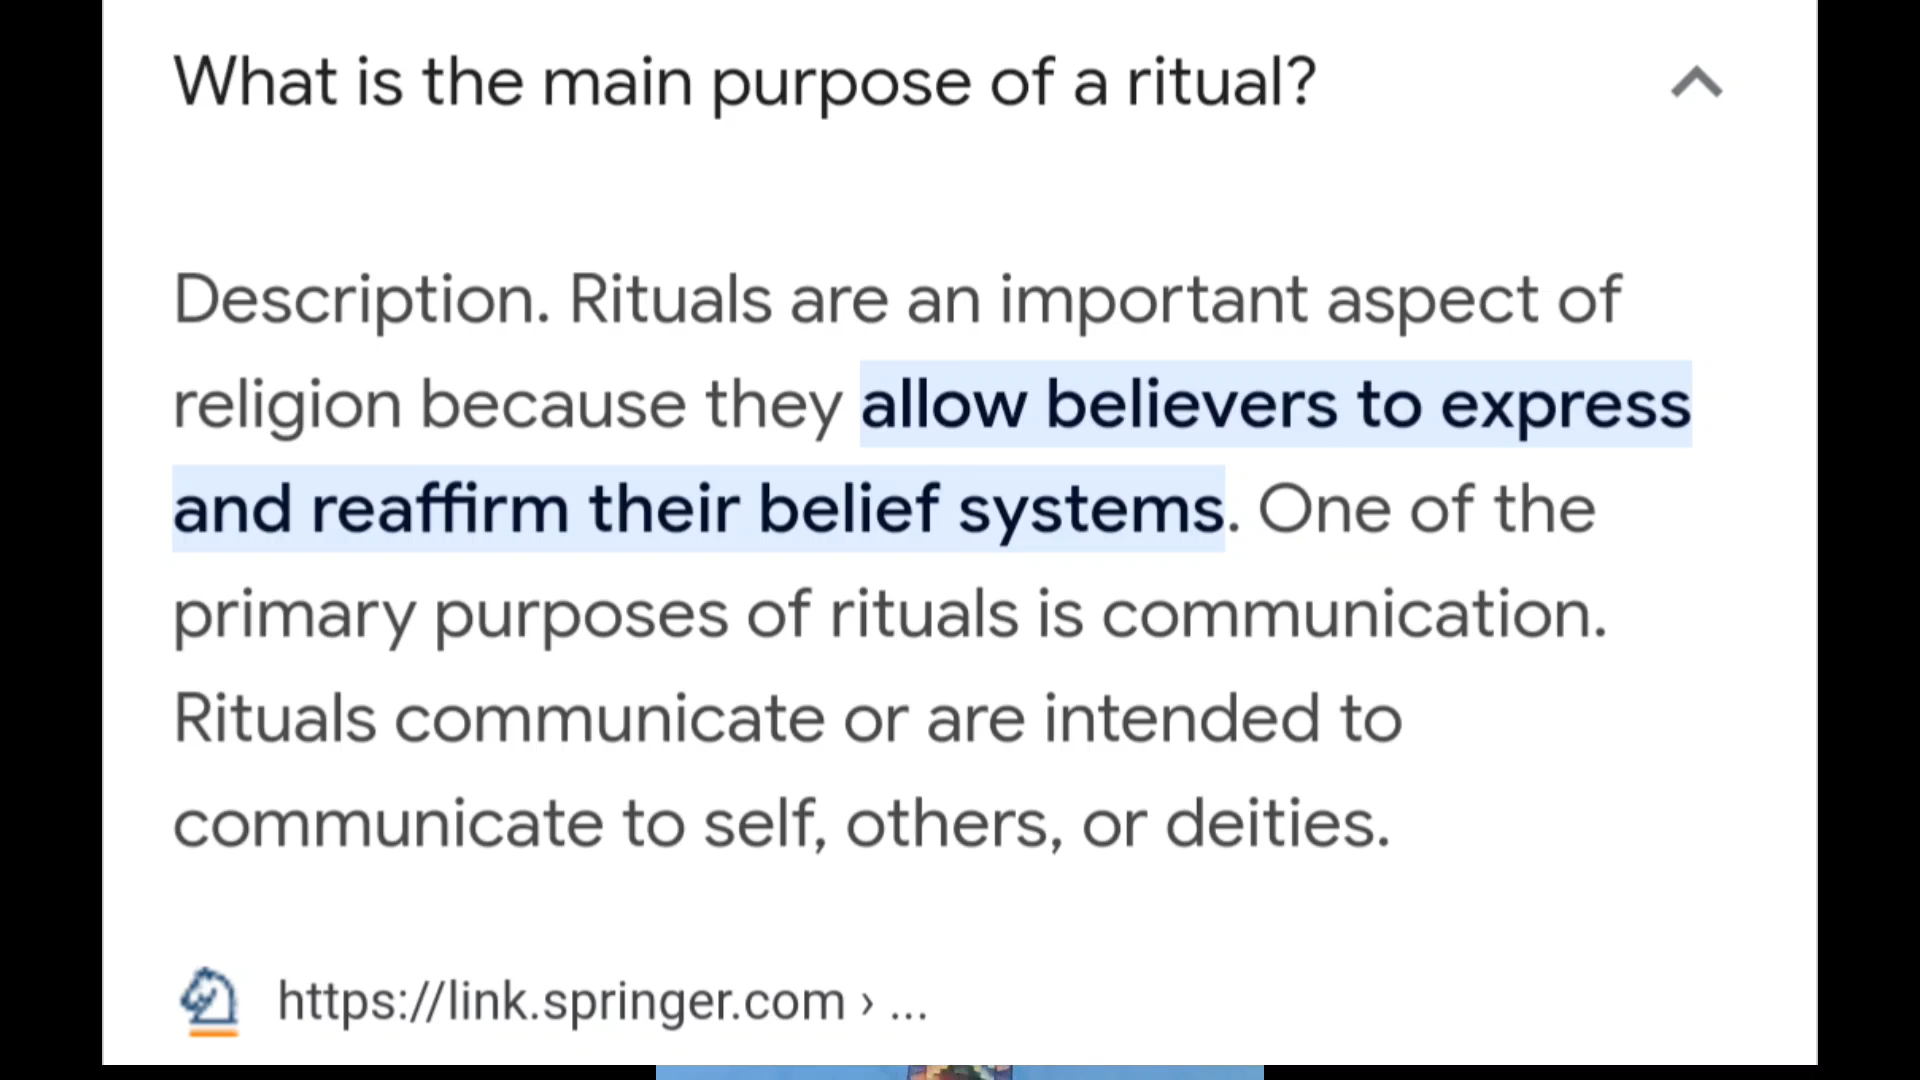 What is the main purpose of a ritual?
Description. Rituals are an important aspect of
religion because they allow believers to express
and reaffirm their belief systems. One of the
primary purposes of rituals is communication.
Rituals communicate or are intended to
communicate to self, others, or deities.
https://link.springer.com › ...